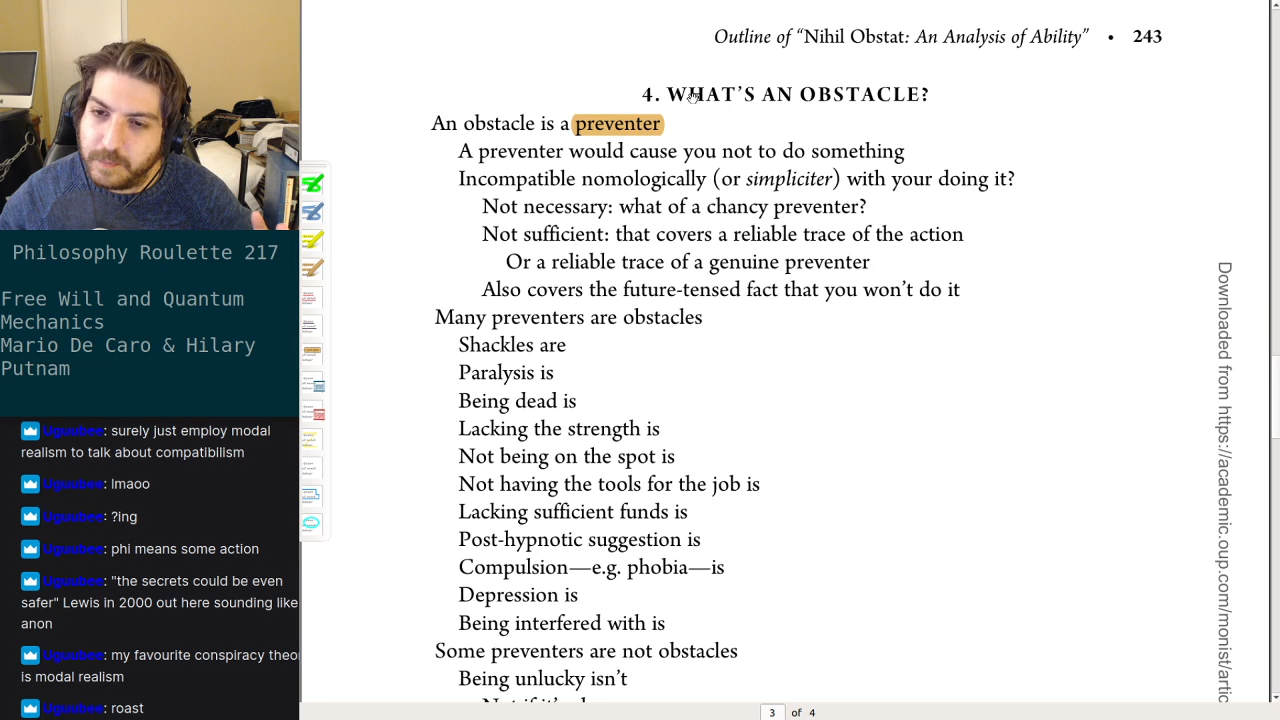 Outline of "Nihil Obstat: An Analysis of Ability" • 243
4. WHAT'S AN OBSTACLE?
An obstacle is a preventer
A preventer would cause you not to do something
Incompatible nomologically (or simpliciter) with your doing it?
Not necessary: what of a chancy preventer?
Not sufficient: that covers a reliable trace of the action
Or a reliable trace of a genuine preventer
Also covers the future-tensed fact that you won't do it
Many preventers are obstacles
Shackles are
Paralysis is
Being dead is
Lacking the strength is
Not being on the spot is
Not having the tools for the job is
Lacking sufficient funds is
Post-hypnotic suggestion is
Compulsion—e.g. phobia—is
Depression is
Being interfered with is
Some preventers are not obstacles
Being unlucky isn't
Downloaded from https://academic.oup.com/monist/artic
3 of 4
Philosophy Roulette 217
Free Will and Quantum
Mechanics
Mario De Caro & Hilary
Putnam
Uguubee: surely just employ modal
realism to talk about compatibilism
Uguubee: lmaoo
Uguubee: ?ing
Uguubee: phi means some action
Uguubee: "the secrets could be even
safer" Lewis in 2000 out here sounding like
anon
Uguubee: my favourite conspiracy theo
is modal realism
Uguubee: roast